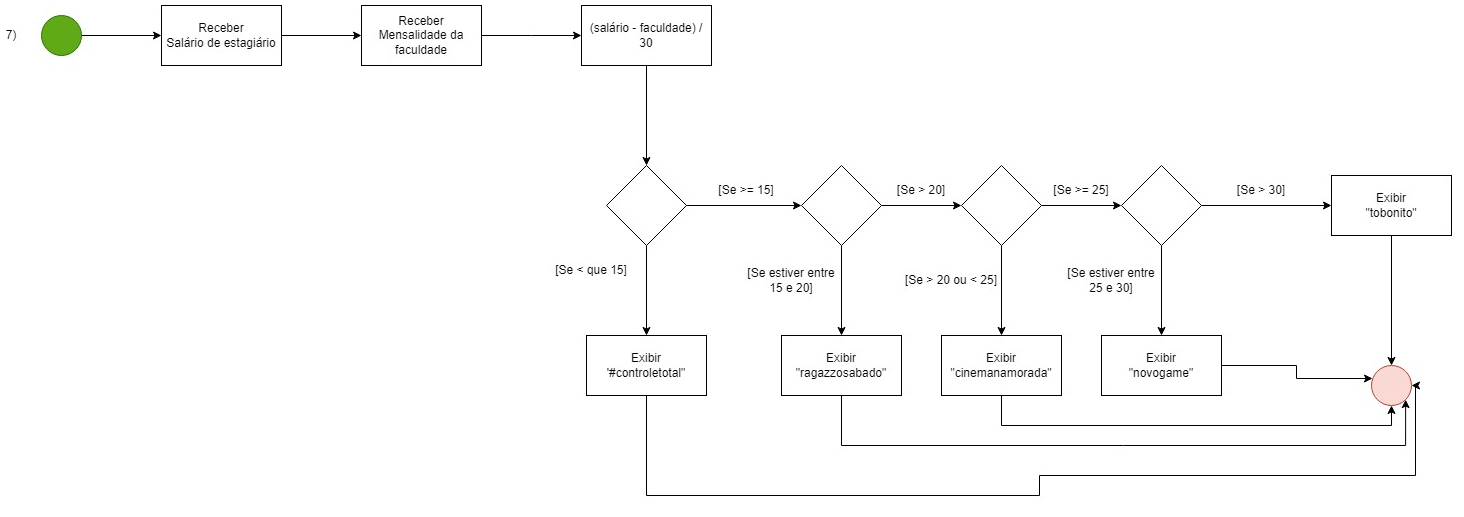 7)
Receber
Salário de estagiário
Receber
Mensalidade da
faculdade
(salário - faculdade) /
30
[Se >= 15]
[Se > 20]
[Se >= 25]
[Se > 30]
Exibir
"tobonito"
[Se < que 15]
[Se estiver entre
15 e 20]
[Se > 20 ou < 25]
[Se estiver entre
25 e 30]
Exibir
'#controletotal"
Exibir
"ragazzosabado"
Exibir
"cinemanamorada"
Exibir
"novogame"